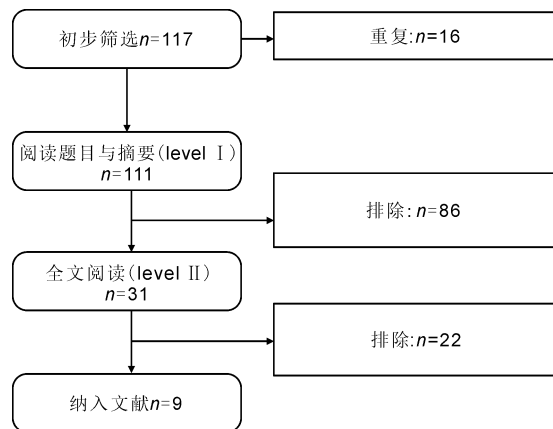 初步筛选n=117
重复:n=16
阅读题目与摘要(level Ⅰ)
n=111
排除:n=86
全文阅读(level Ⅱ)
n=31
排除:n=22
纳入文献n=9